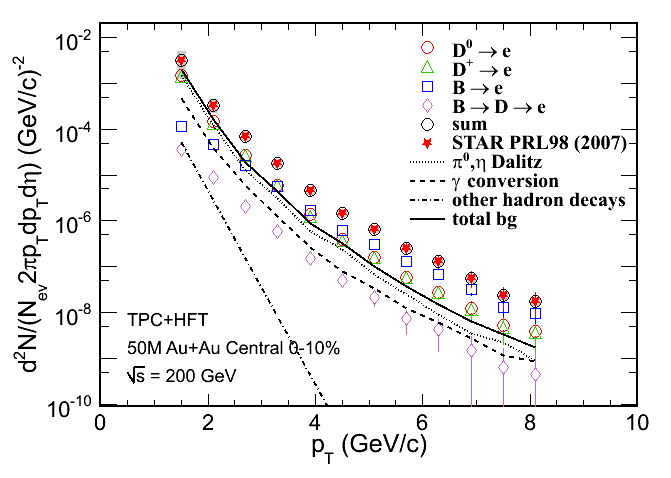 d²N/(N_ev 2πp_T dp_T dη) (GeV/c)⁻²
10⁻²
10⁻⁴
10⁻⁶
10⁻⁸
10⁻¹⁰
D⁰ → e
D⁺ → e
B → e
B → D → e
sum
STAR PRL98 (2007)
π⁰,η Dalitz
γ conversion
other hadron decays
total bg
TPC+HFT
50M Au+Au Central 0-10%
√s = 200 GeV
0 2 4 6 8 10
p_T (GeV/c)